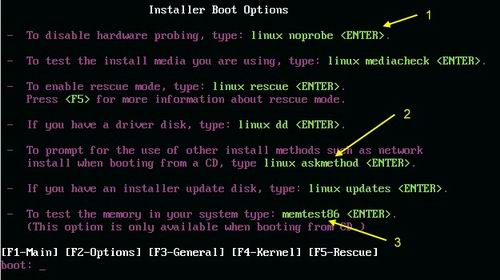 Installer Boot Options
1
- To disable hardware probing, type: linux noprobe <ENTER>.
- To test the install media you are using, type: linux mediacheck <ENTER>.
- To enable rescue mode, type: linux rescue <ENTER>.
Press <F5> for more information about rescue mode.
2
- If you have a driver disk, type: linux dd <ENTER>.
- To prompt for the use of other install methods such as network
install when booting from a CD, type linux askmethod <ENTER>.
- If you have an installer update disk, type: linux updates <ENTER>.
- To test the memory in your system type: memtest86 <ENTER>.
(This option is only available when booting from CD.)
3
[F1-Main] [F2-Options] [F3-General] [F4-Kernel] [F5-Rescue]
boot: _